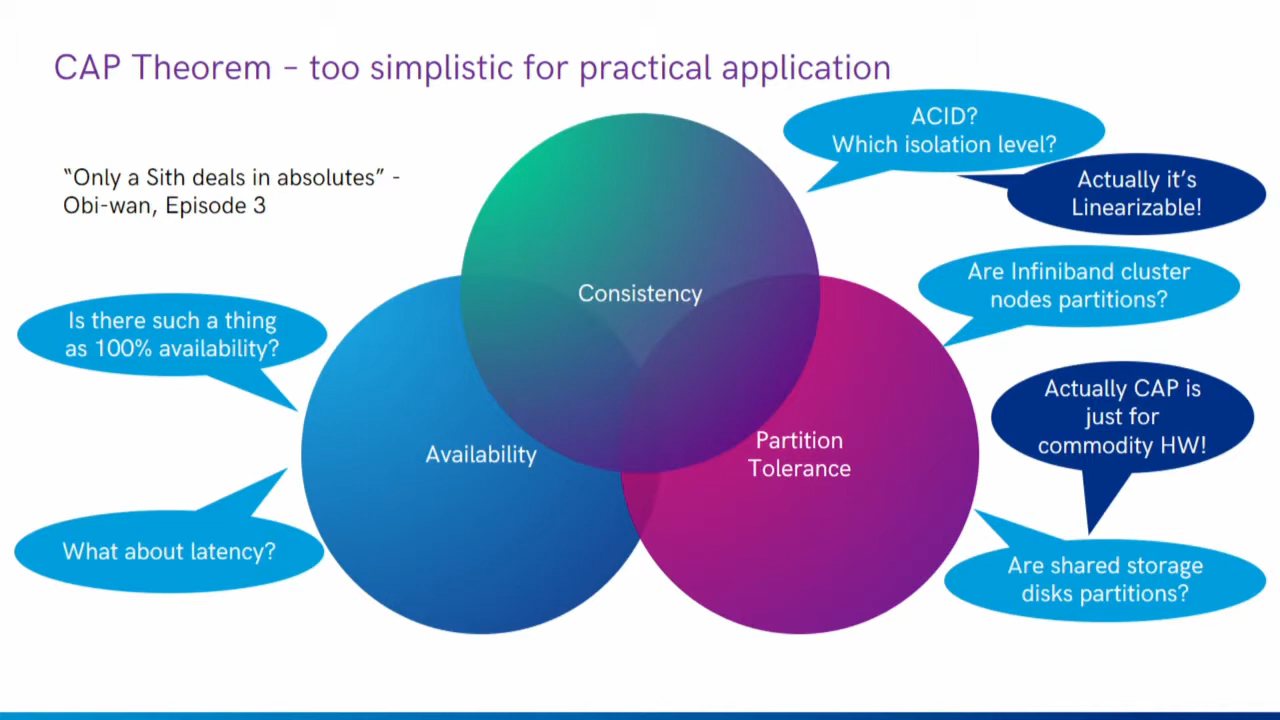 CAP Theorem – too simplistic for practical application
“Only a Sith deals in absolutes” -
Obi-wan, Episode 3
ACID?
Which isolation level?
Actually it’s
Linearizable!
Are Infiniband cluster
nodes partitions?
Consistency
Is there such a thing
as 100% availability?
Actually CAP is
just for
commodity HW!
Availability
Partition
Tolerance
What about latency?
Are shared storage
disks partitions?